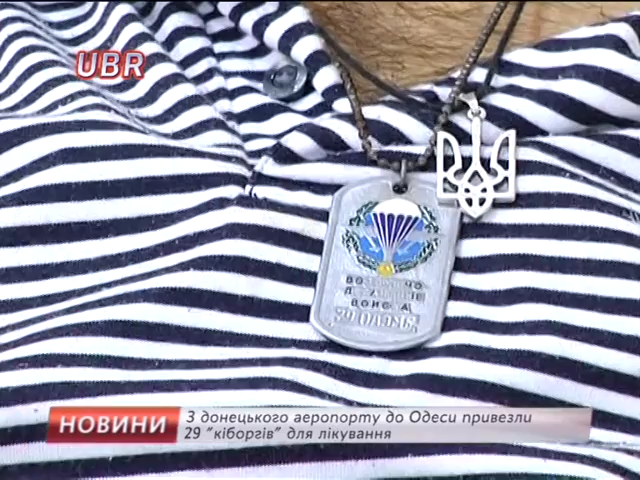 UBR
НОВИНИ
З донецького аеропорту до Одеси привезли
29 "кіборгів" для лікування